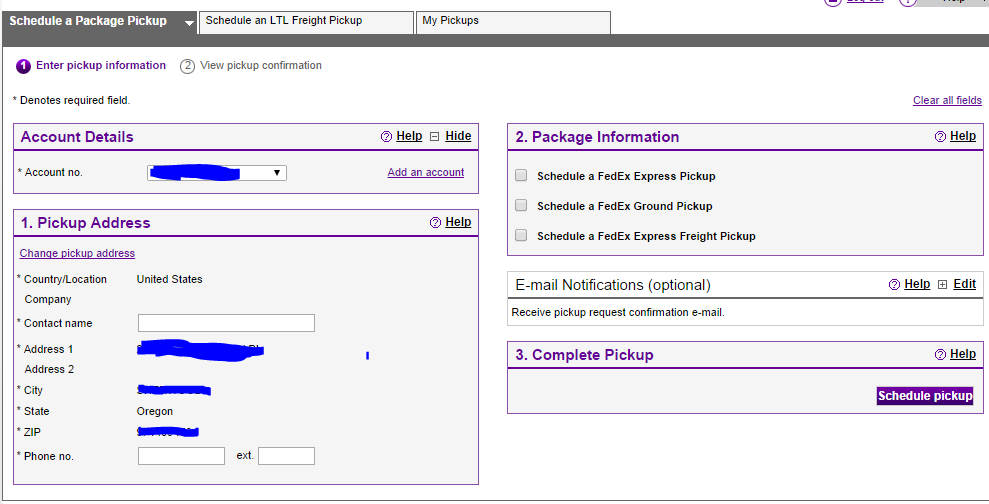 Log out
Help
Schedule a Package Pickup
Schedule an LTL Freight Pickup
My Pickups
1 Enter pickup information
2 View pickup confirmation
* Denotes required field.
Clear all fields
Account Details
? Help
Hide
* Account no.
Add an account
1. Pickup Address
? Help
Change pickup address
* Country/Location United States
Company
* Contact name
* Address 1
Address 2
* City
* State Oregon
* ZIP
* Phone no. ext.
2. Package Information
? Help
Schedule a FedEx Express Pickup
Schedule a FedEx Ground Pickup
Schedule a FedEx Express Freight Pickup
E-mail Notifications (optional)
? Help
Edit
Receive pickup request confirmation e-mail.
3. Complete Pickup
? Help
Schedule pickup